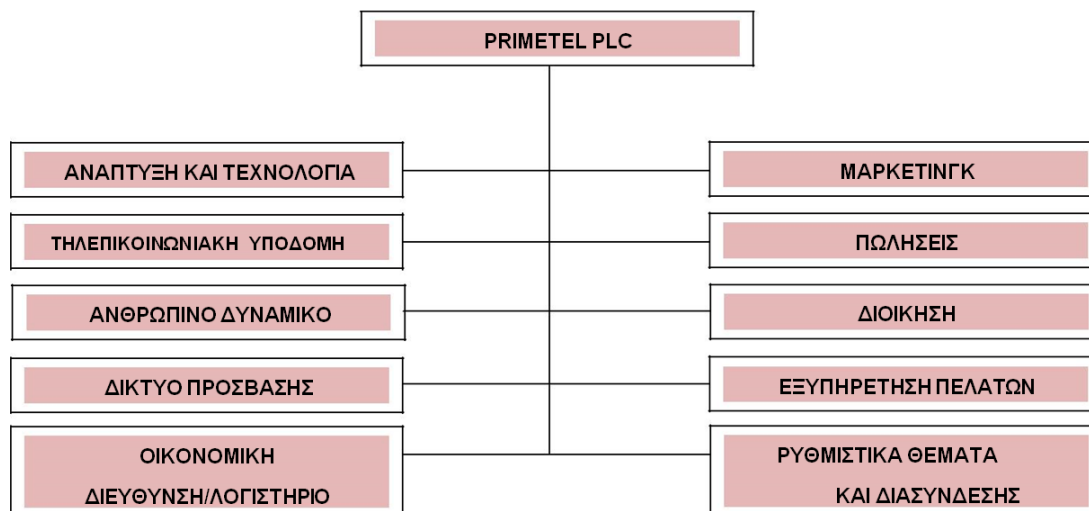 PRIMETEL PLC
ΑΝΑΠΤΥΞΗ ΚΑΙ ΤΕΧΝΟΛΟΓΙΑ
ΜΑΡΚΕΤΙΝΓΚ
ΤΗΛΕΠΙΚΟΙΝΩΝΙΑΚΗ ΥΠΟΔΟΜΗ
ΠΩΛΗΣΕΙΣ
ΑΝΘΡΩΠΙΝΟ ΔΥΝΑΜΙΚΟ
ΔΙΟΙΚΗΣΗ
ΔΙΚΤΥΟ ΠΡΟΣΒΑΣΗΣ
ΕΞΥΠΗΡΕΤΗΣΗ ΠΕΛΑΤΩΝ
ΟΙΚΟΝΟΜΙΚΗ
ΔΙΕΥΘΥΝΣΗ/ΛΟΓΙΣΤΗΡΙΟ
ΡΥΘΜΙΣΤΙΚΑ ΘΕΜΑΤΑ
ΚΑΙ ΔΙΑΣΥΝΔΕΣΗΣ